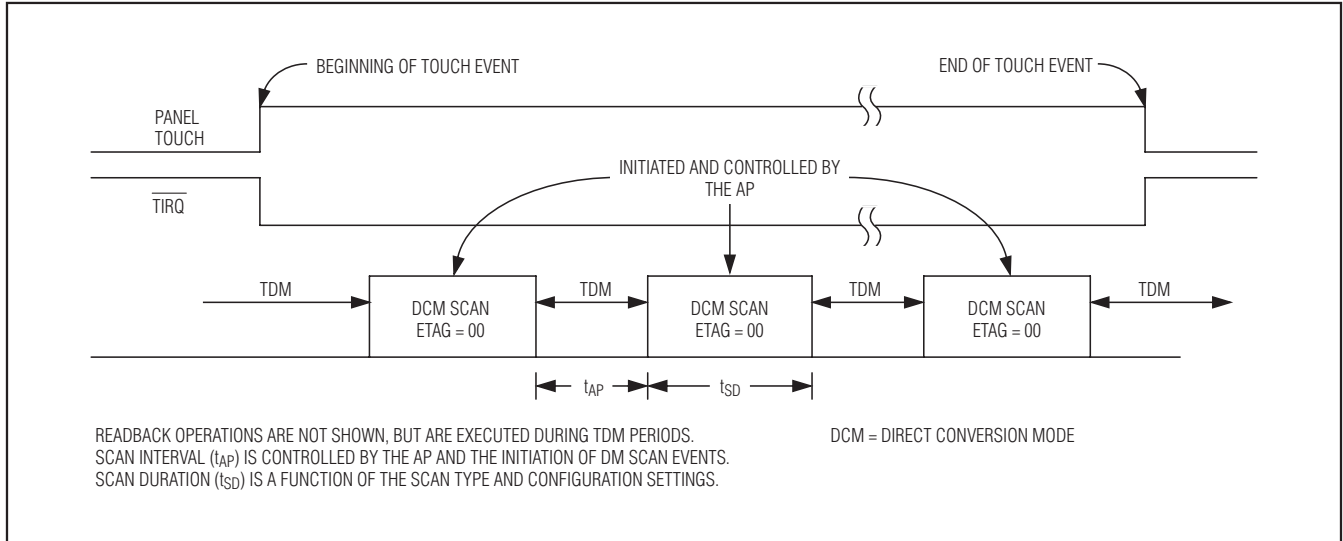 BEGINNING OF TOUCH EVENT
END OF TOUCH EVENT
PANEL
TOUCH
INITIATED AND CONTROLLED BY
THE AP
TIRQ
TDM
DCM SCAN
ETAG = 00
TDM
DCM SCAN
ETAG = 00
TDM
DCM SCAN
ETAG = 00
TDM
tAP
tSD
READBACK OPERATIONS ARE NOT SHOWN, BUT ARE EXECUTED DURING TDM PERIODS.
SCAN INTERVAL (tAP) IS CONTROLLED BY THE AP AND THE INITIATION OF DM SCAN EVENTS.
SCAN DURATION (tSD) IS A FUNCTION OF THE SCAN TYPE AND CONFIGURATION SETTINGS.
DCM = DIRECT CONVERSION MODE